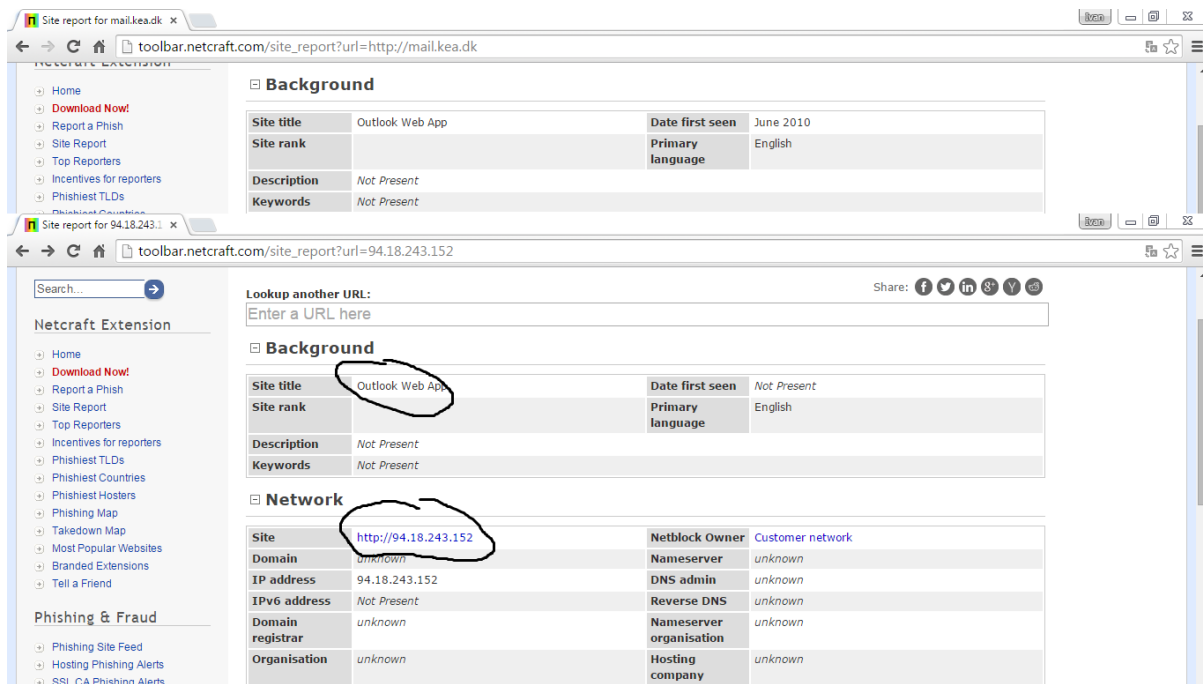 Site report for mail.kea.dk
Ivan
toolbar.netcraft.com/site_report?url=http://mail.kea.dk
Netcraft Extension
Home
Download Now!
Report a Phish
Site Report
Top Reporters
Incentives for reporters
Phishiest TLDs
Phishiest Countries
Background
Site title Outlook Web App Date first seen June 2010
Site rank Primary language English
Description Not Present
Keywords Not Present
Site report for 94.18.243.1
Ivan
toolbar.netcraft.com/site_report?url=94.18.243.152
Search...
Netcraft Extension
Home
Download Now!
Report a Phish
Site Report
Top Reporters
Incentives for reporters
Phishiest TLDs
Phishiest Countries
Phishiest Hosters
Phishing Map
Takedown Map
Most Popular Websites
Branded Extensions
Tell a Friend
Phishing & Fraud
Phishing Site Feed
Hosting Phishing Alerts
SSL CA Phishing Alerts
Share:
Lookup another URL:
Enter a URL here
Background
Site title Outlook Web App Date first seen Not Present
Site rank Primary language English
Description Not Present
Keywords Not Present
Network
Site http://94.18.243.152 Netblock Owner Customer network
Domain unknown Nameserver unknown
IP address 94.18.243.152 DNS admin unknown
IPv6 address Not Present Reverse DNS unknown
Domain registrar unknown Nameserver organisation unknown
Organisation unknown Hosting company unknown